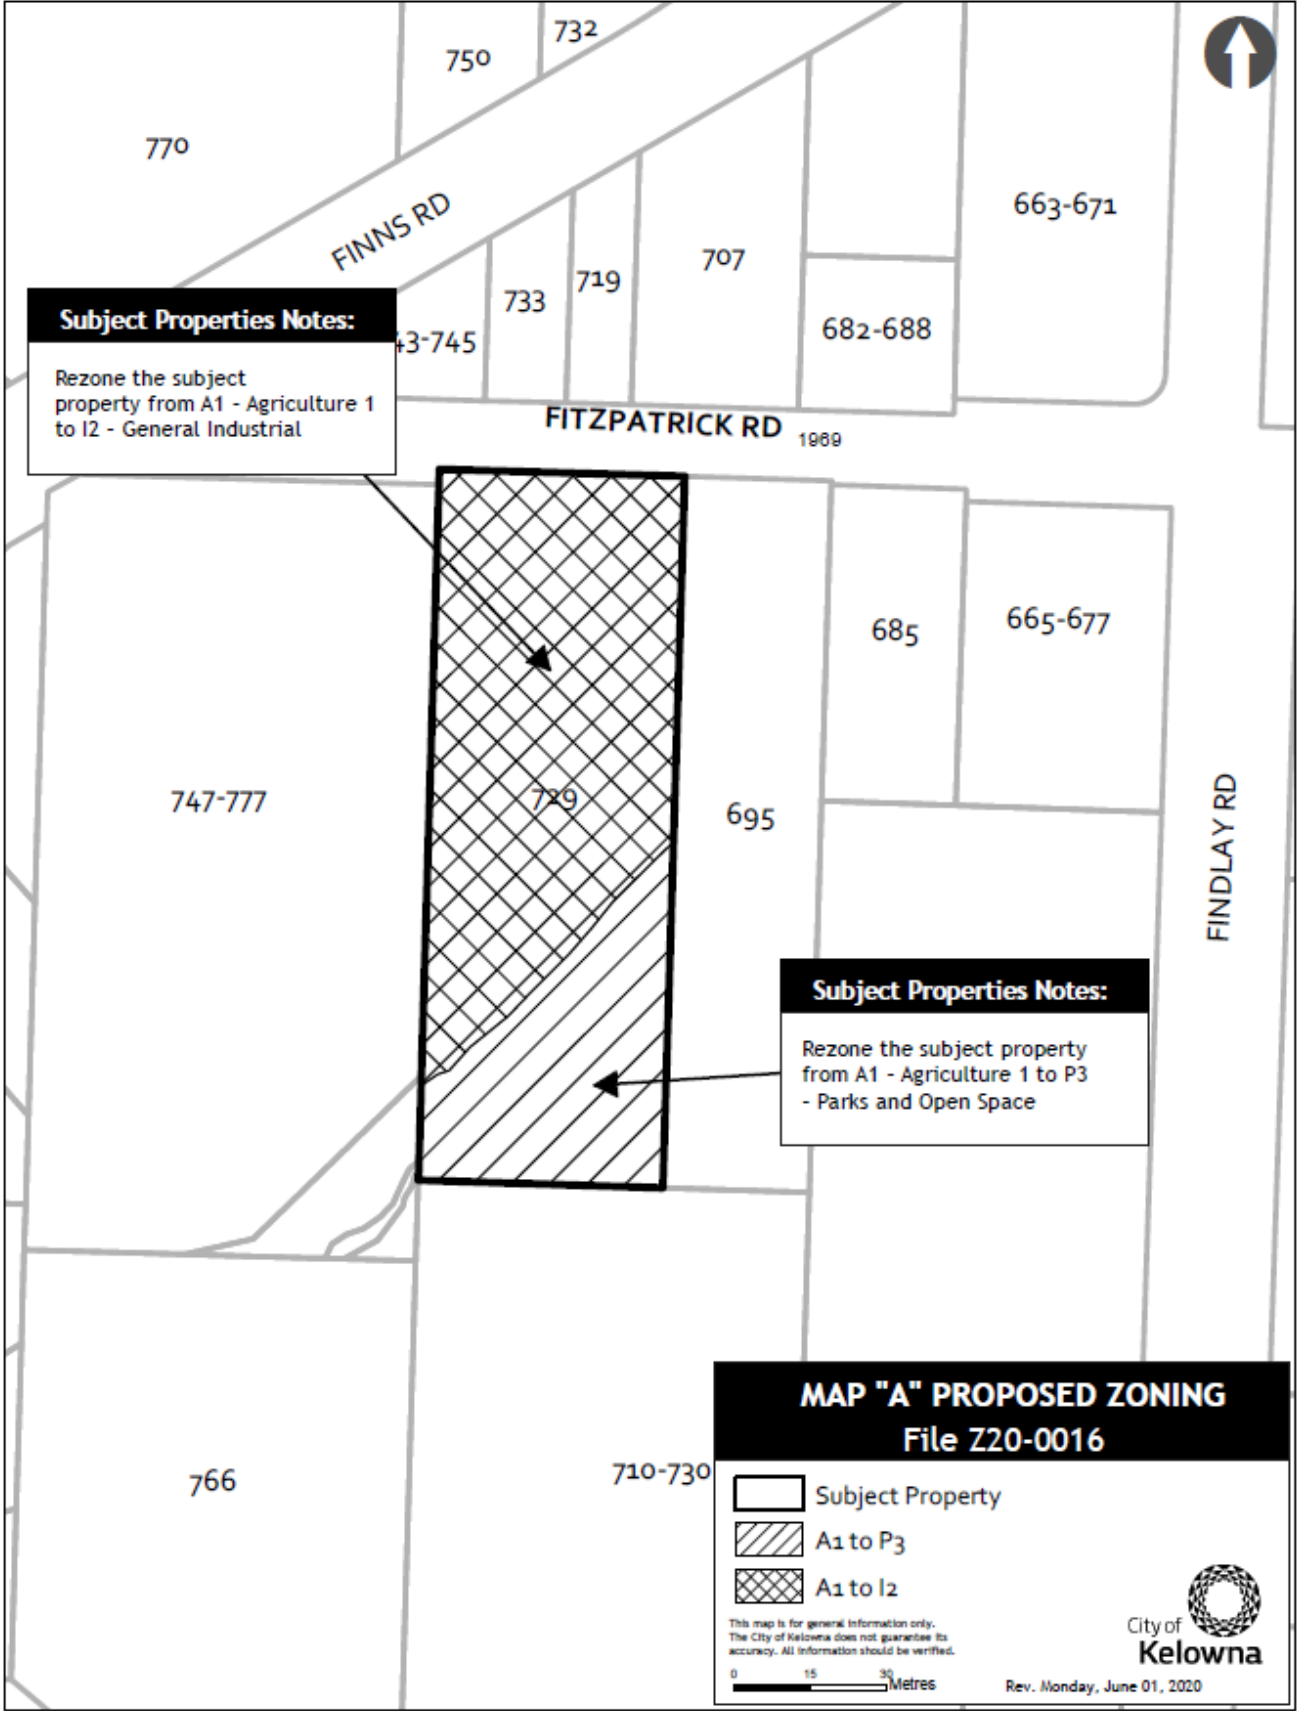 732
750
770
FINNS RD
663-671
707
719
733
682-688
43-745
Subject Properties Notes:
Rezone the subject
property from A1 - Agriculture 1
to I2 - General Industrial
FITZPATRICK RD
1969
685
665-677
747-777
729
695
FINDLAY RD
Subject Properties Notes:
Rezone the subject property
from A1 - Agriculture 1 to P3
- Parks and Open Space
766
710-730
MAP "A" PROPOSED ZONING
File Z20-0016
Subject Property
A1 to P3
A1 to I2
This map is for general information only.
The City of Kelowna does not guarantee its
accuracy. All information should be verified.
0 15 30 Metres
City of
Kelowna
Rev. Monday, June 01, 2020